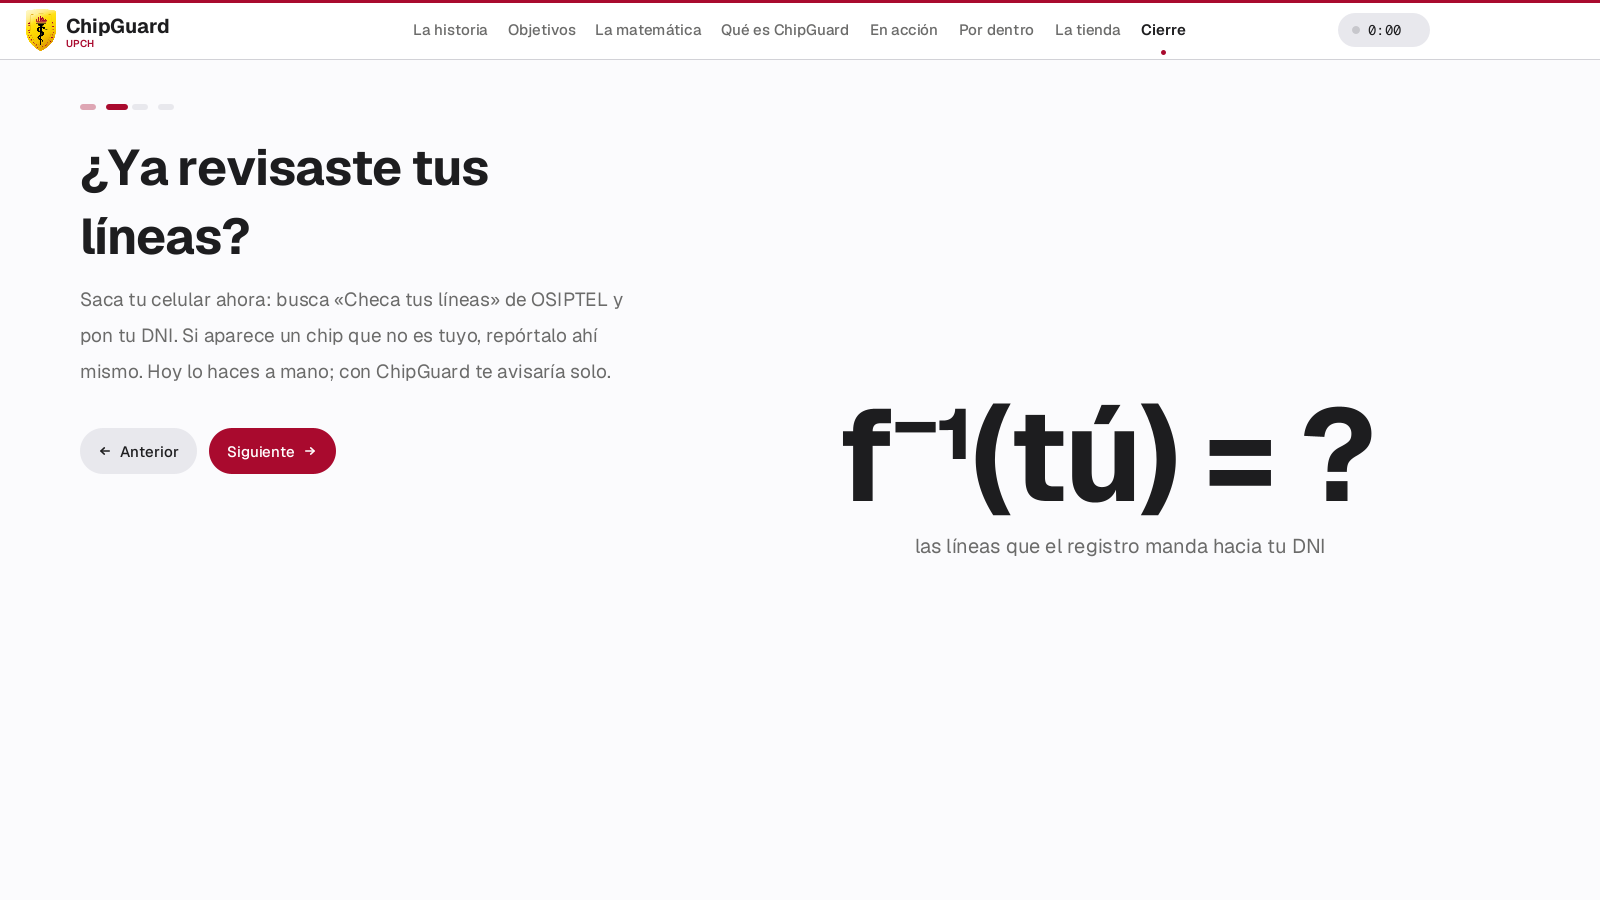 ChipGuard
UPCH
La historia
Objetivos
La matemática
Qué es ChipGuard
En acción
Por dentro
La tienda
Cierre
0:00
¿Ya revisaste tus
líneas?
Saca tu celular ahora: busca «Checa tus líneas» de OSIPTEL y
pon tu DNI. Si aparece un chip que no es tuyo, repórtalo ahí
mismo. Hoy lo haces a mano; con ChipGuard te avisaría solo.
← Anterior
Siguiente →
f⁻¹(tú) = ?
las líneas que el registro manda hacia tu DNI